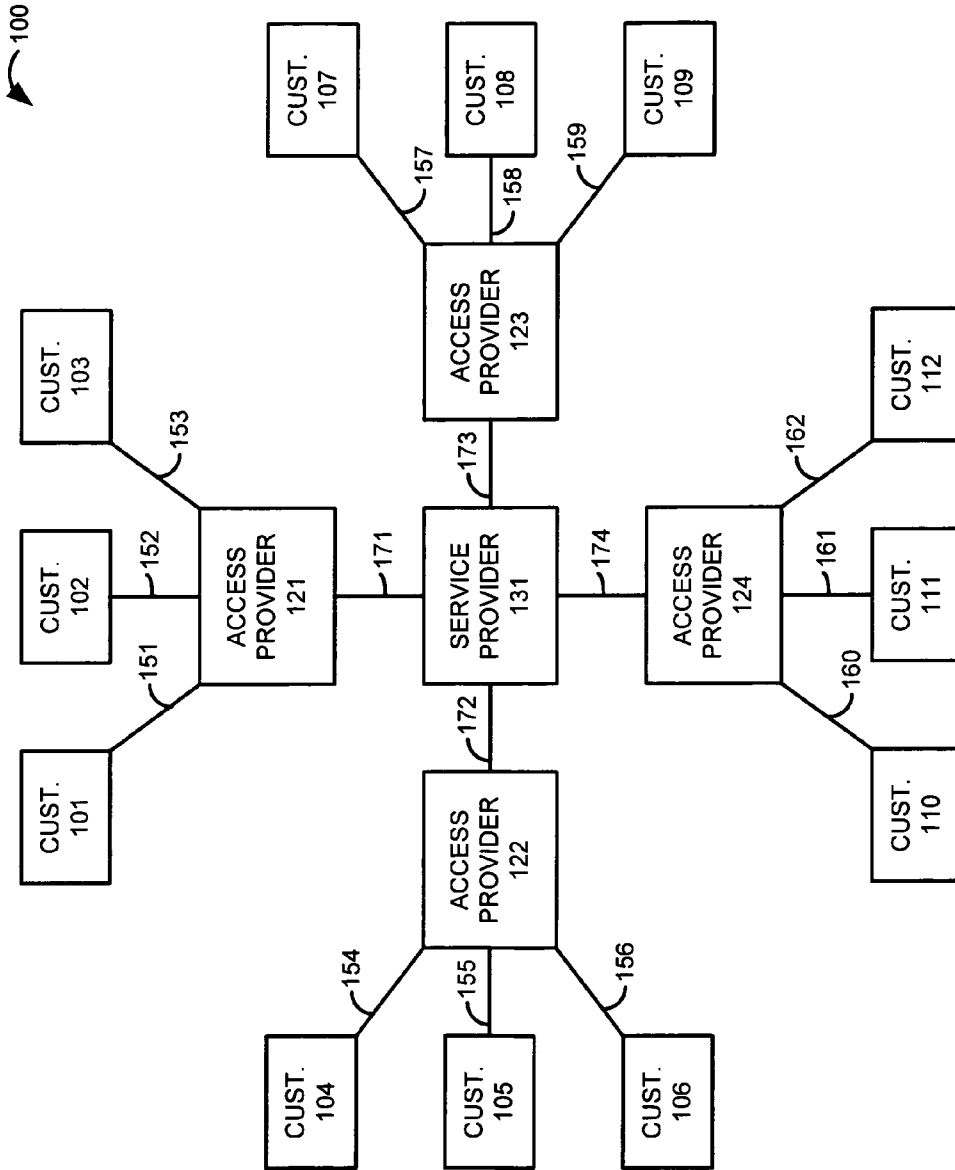 100
CUST.
101
CUST.
102
CUST.
103
151
152
153
ACCESS
PROVIDER
121
171
CUST.
104
CUST.
105
CUST.
106
154
155
156
ACCESS
PROVIDER
122
172
SERVICE
PROVIDER
131
173
ACCESS
PROVIDER
123
157
158
159
CUST.
107
CUST.
108
CUST.
109
174
ACCESS
PROVIDER
124
160
161
162
CUST.
110
CUST.
111
CUST.
112